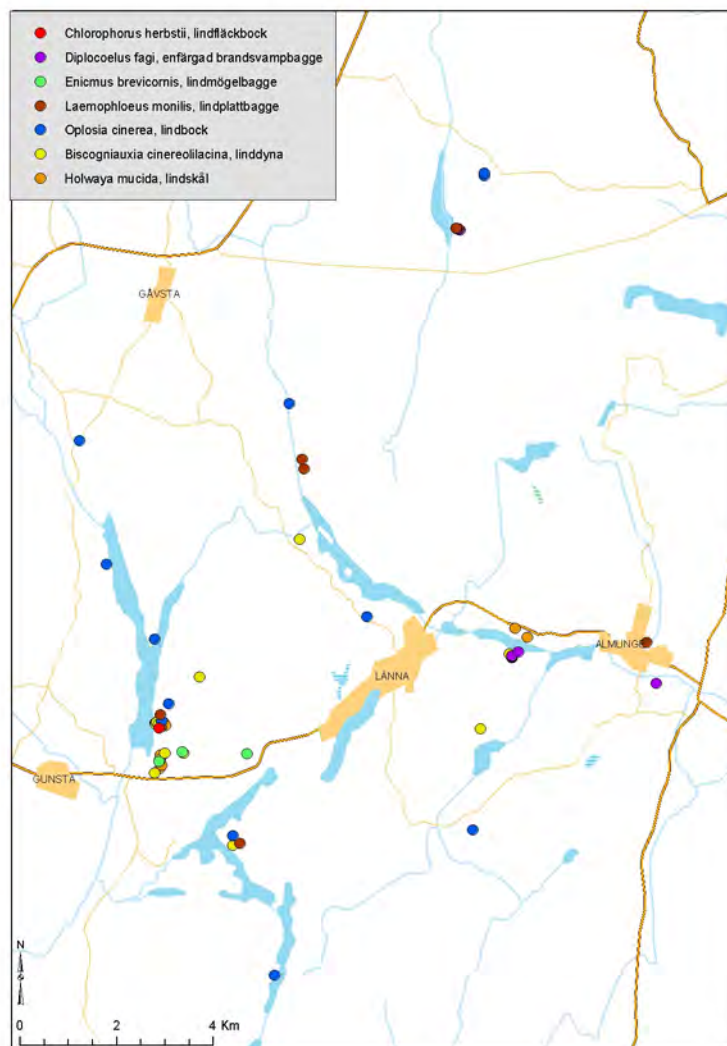 Chlorophorus herbstii, lindfläckbock
Diplocoelus fagi, enfärgad brandsvampbagge
Enicmus brevicornis, lindmögelbagge
Laemophloeus monilis, lindplattbagge
Oplosia cinerea, lindbock
Biscogniauxia cinereolilacina, linddyna
Holwaya mucida, lindskål
GÅVSTA
ALMUNGE
LÄNNA
GUNSTA
N
0 2 4 Km